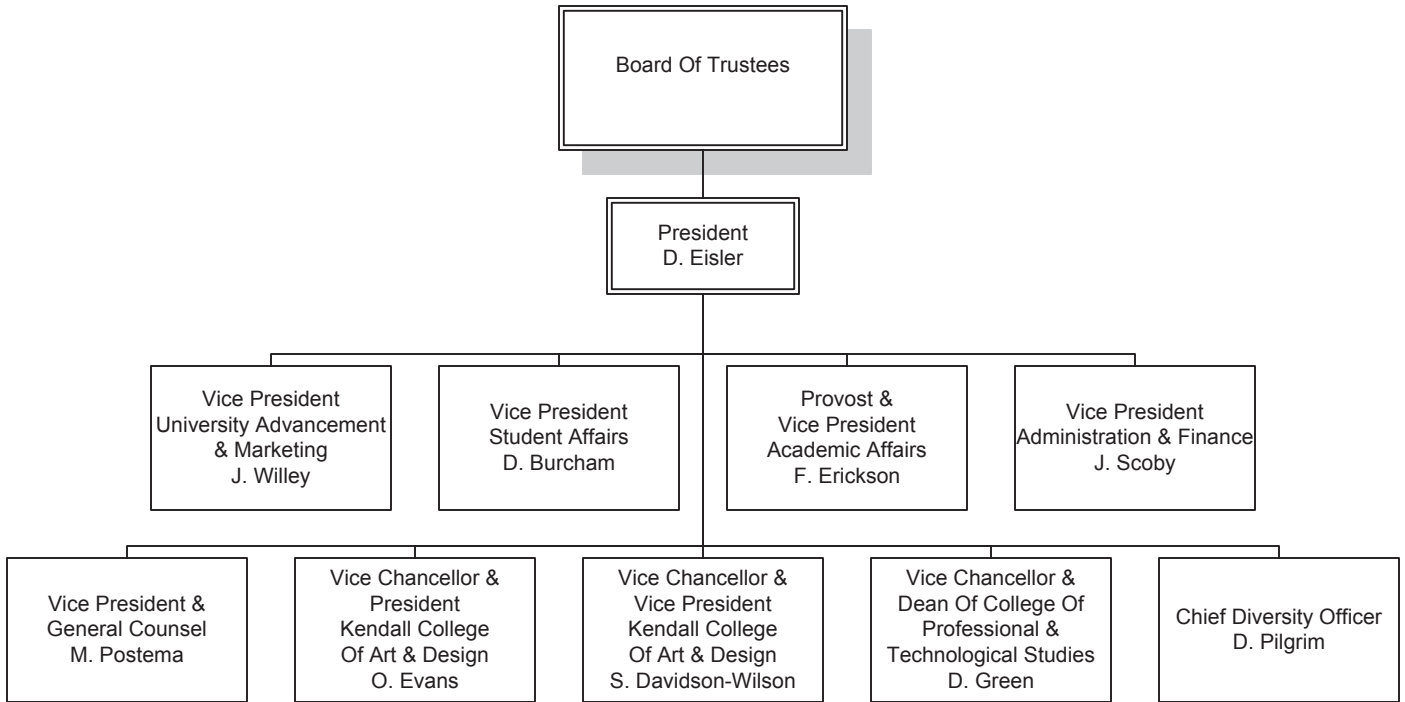 Board Of Trustees
President
D. Eisler
Vice President
University Advancement
& Marketing
J. Willey
Vice President
Student Affairs
D. Burcham
Provost &
Vice President
Academic Affairs
F. Erickson
Vice President
Administration & Finance
J. Scoby
Vice President &
General Counsel
M. Postema
Vice Chancellor &
President
Kendall College
Of Art & Design
O. Evans
Vice Chancellor &
Vice President
Kendall College
Of Art & Design
S. Davidson-Wilson
Vice Chancellor &
Dean Of College Of
Professional &
Technological Studies
D. Green
Chief Diversity Officer
D. Pilgrim